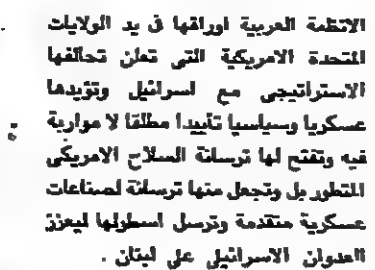 الانظمة العربية اوراقها في يد الولايات
المتحدة الامريكية التي تعلن تحالفها
الاستراتيجي مع اسرائيل وتؤيدها
عسكريا وسياسيا تأييدا مطلقا لا مواربة
فيه وتفتح لها ترسانة السلاح الامريكي
المتطور بل وتجعل منها ترسانة لصناعات
عسكرية متقدمة وترسل اسطولها ليعزز
العدوان الاسرائيلي على لبنان .